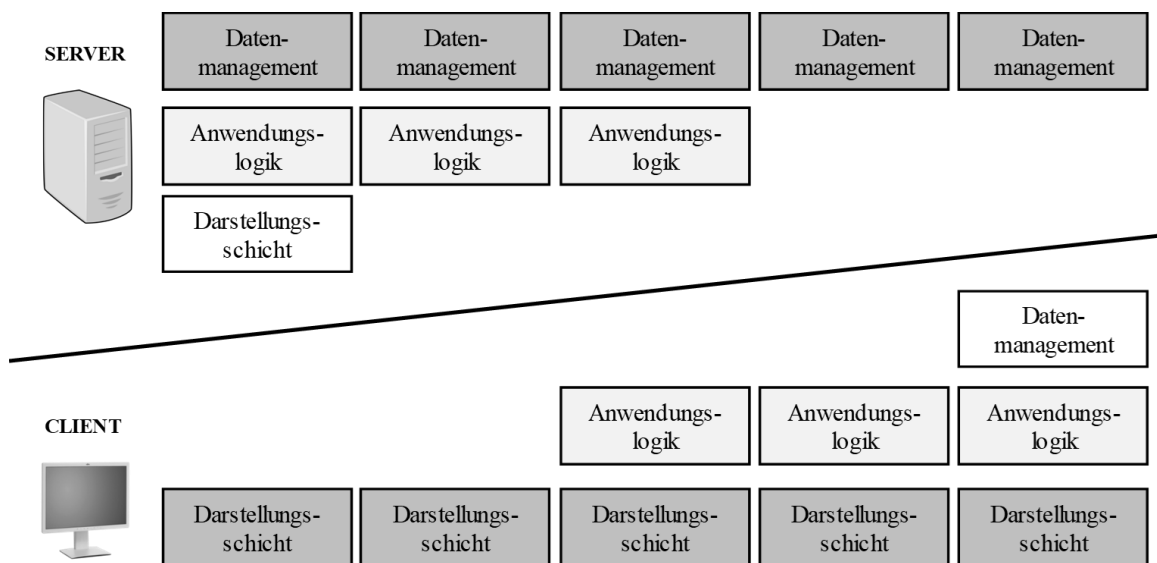 SERVER
Daten-
management
Daten-
management
Daten-
management
Daten-
management
Daten-
management
Anwendungs-
logik
Anwendungs-
logik
Anwendungs-
logik
Darstellungs-
schicht
Daten-
management
CLIENT
Anwendungs-
logik
Anwendungs-
logik
Anwendungs-
logik
Darstellungs-
schicht
Darstellungs-
schicht
Darstellungs-
schicht
Darstellungs-
schicht
Darstellungs-
schicht